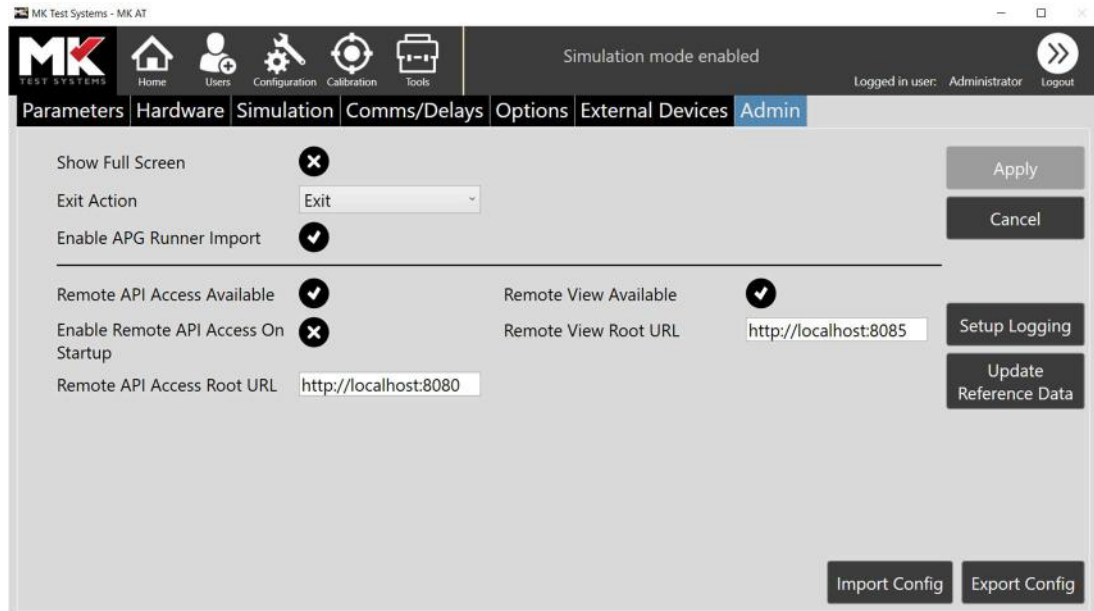 MK Test Systems - MK AT
MK
TEST SYSTEMS
Home
Users
Configuration
Calibration
Tools
Simulation mode enabled
Logged in user: Administrator
Logout
Parameters Hardware Simulation Comms/Delays Options External Devices Admin
Show Full Screen
Apply
Exit Action
Exit
Cancel
Enable APG Runner Import
Remote API Access Available
Remote View Available
Enable Remote API Access On
Startup
Remote View Root URL
http://localhost:8085
Setup Logging
Remote API Access Root URL
http://localhost:8080
Update
Reference Data
Import Config
Export Config